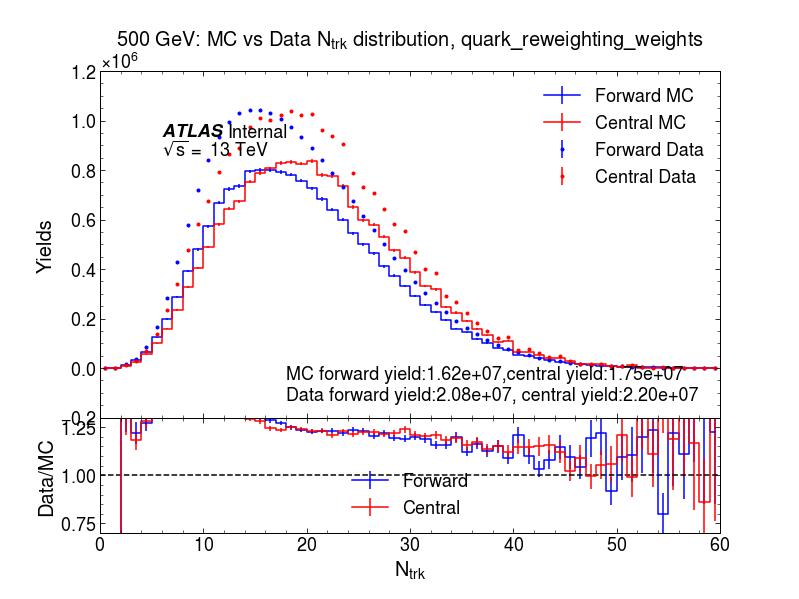 500 GeV: MC vs Data N_trk distribution, quark_reweighting_weights
×10^6
1.2
1.0
0.8
0.6
0.4
0.2
0.0
0.2
Yields
ATLAS Internal
√s = 13 TeV
Forward MC
Central MC
Forward Data
Central Data
MC forward yield:1.62e+07,central yield:1.75e+07
Data forward yield:2.08e+07, central yield:2.20e+07
1.25
1.00
0.75
Data/MC
Forward
Central
0 10 20 30 40 50 60
N_trk